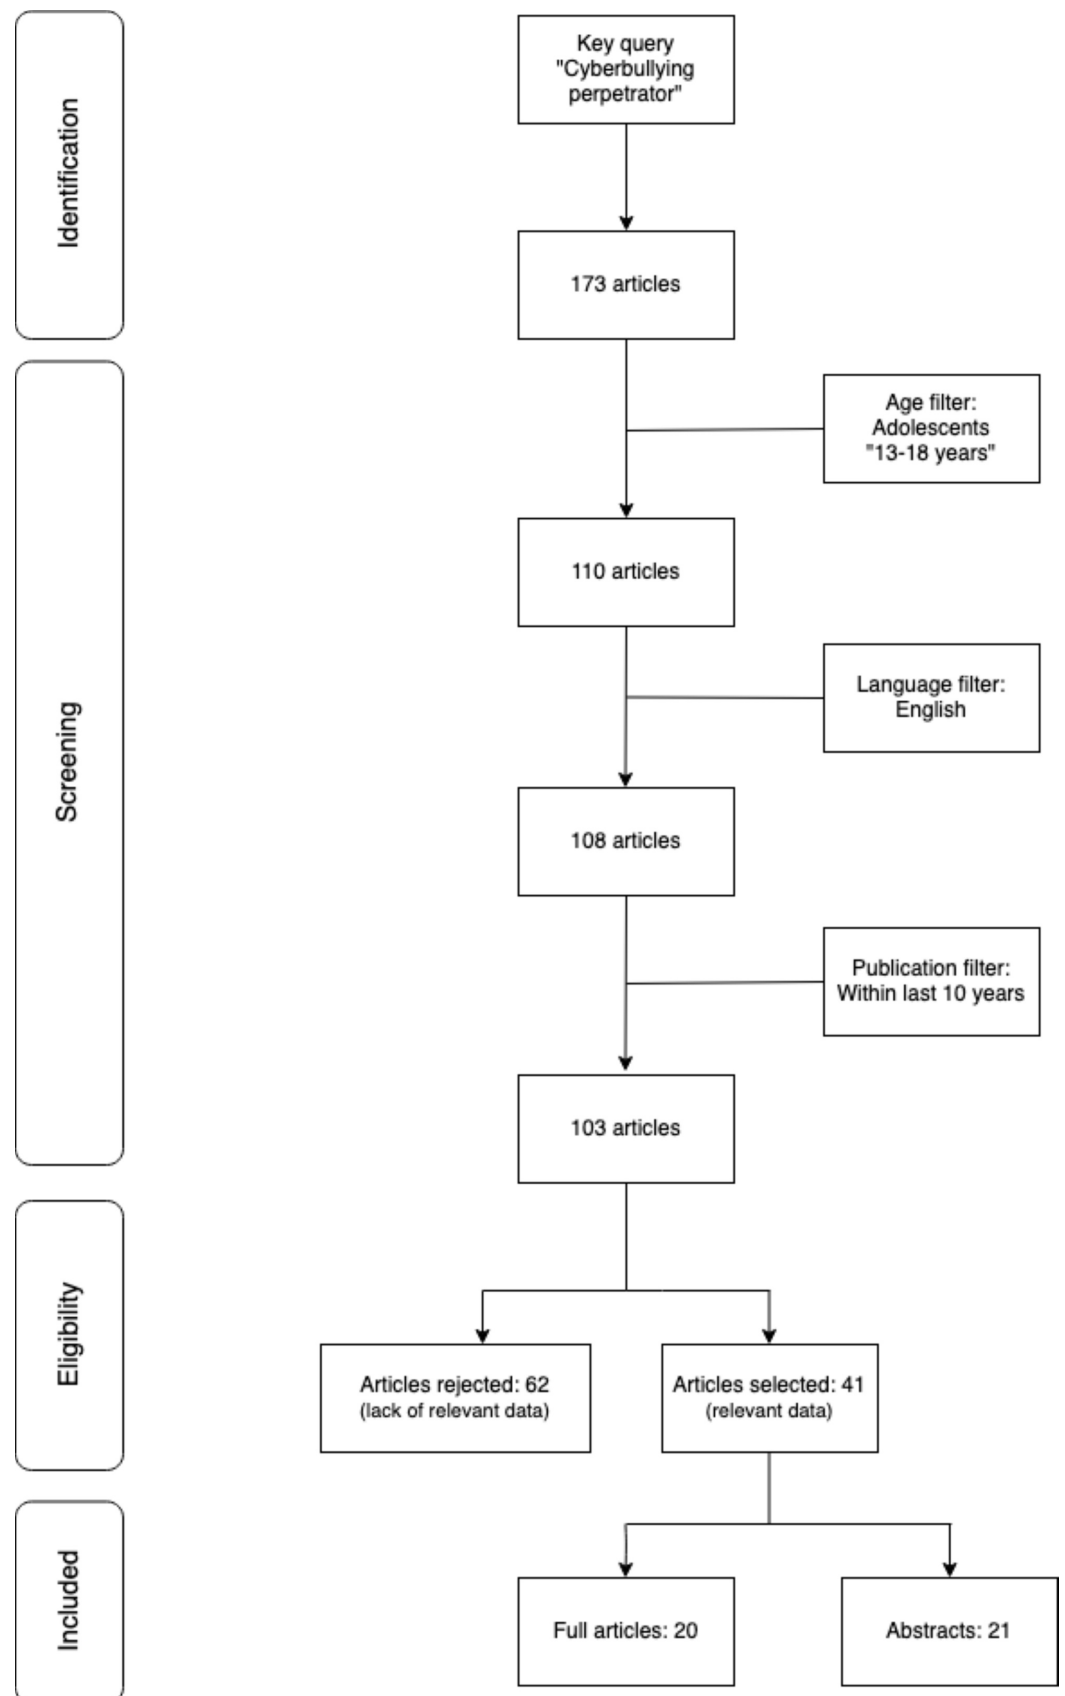 Identification
Key query
"Cyberbullying
perpetrator"
173 articles
Screening
Age filter:
Adolescents
"13-18 years"
110 articles
Language filter:
English
108 articles
Publication filter:
Within last 10 years
103 articles
Eligibility
Articles rejected: 62
(lack of relevant data)
Articles selected: 41
(relevant data)
Included
Full articles: 20
Abstracts: 21